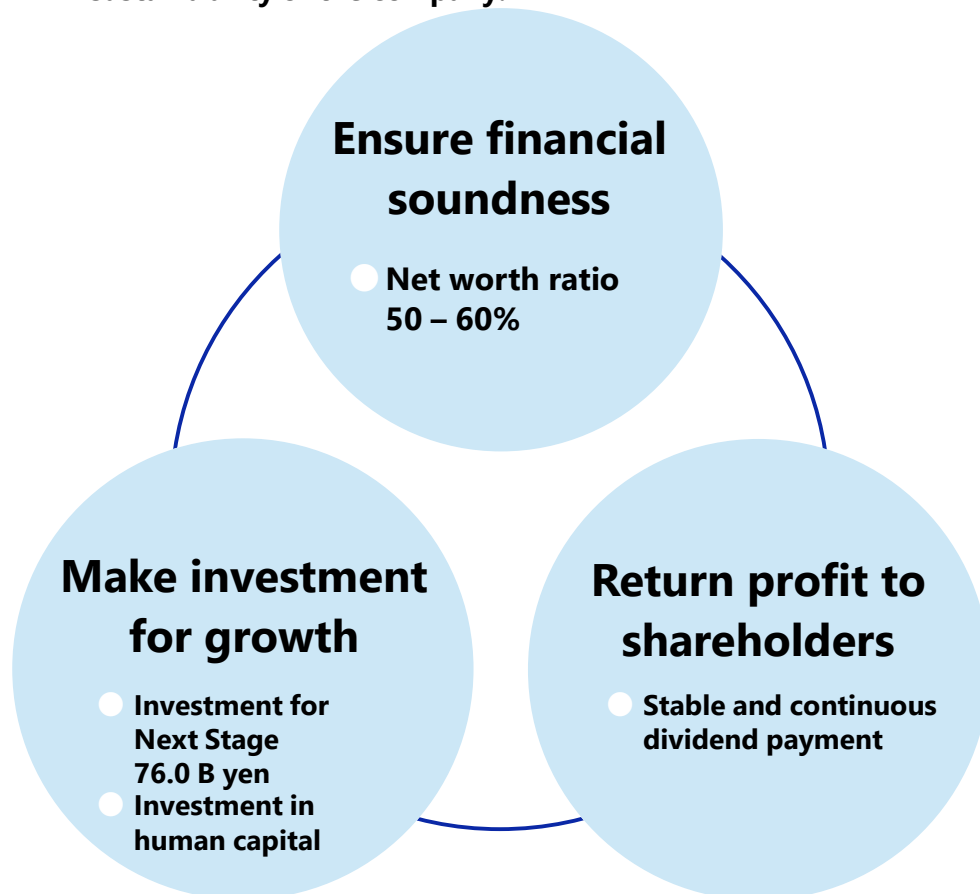 Ensure financial
soundness
Net worth ratio
50 – 60%
Make investment
for growth
Investment for
Next Stage
76.0 B yen
Investment in
human capital
Return profit to
shareholders
Stable and continuous
dividend payment